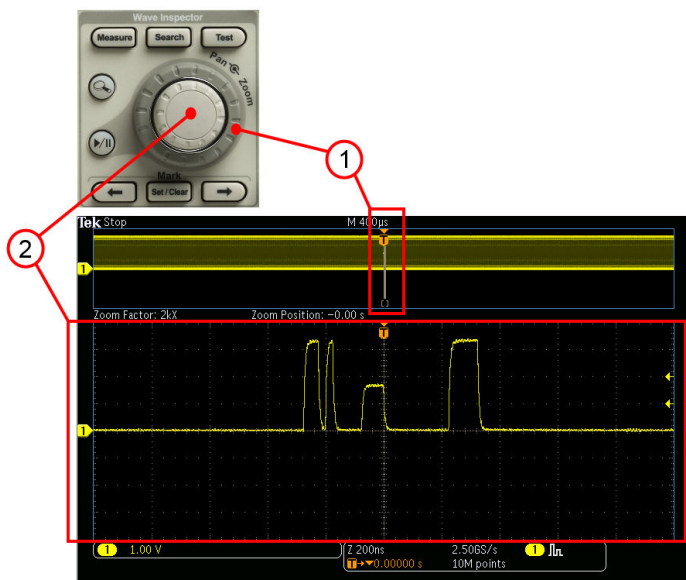 Wave Inspector
Measure Search Test
Pan Zoom
Mark
← Set / Clear →
1
2
Tek Stop M 400µs
T
1
Zoom Factor: 2kX Zoom Position: −0.00 s
T
1
1 1.00 V Z 200ns 2.50GS/s 1
T→▼0.00000 s 10M points